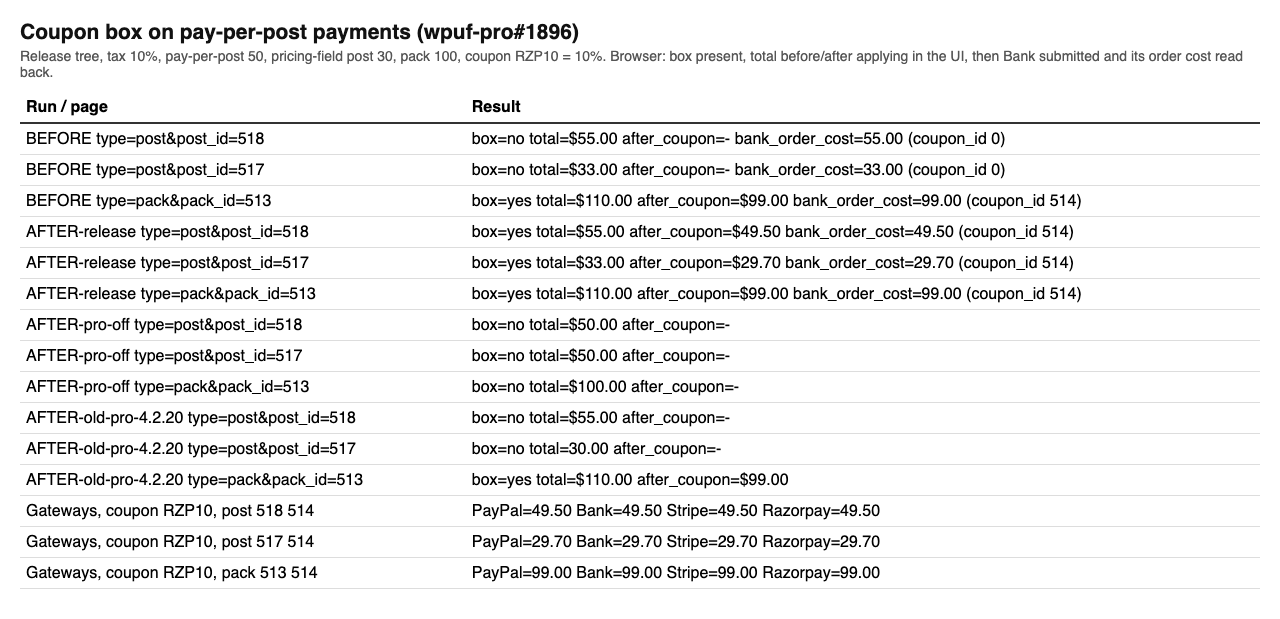 Coupon box on pay-per-post payments (wpuf-pro#1896)
Release tree, tax 10%, pay-per-post 50, pricing-field post 30, pack 100, coupon RZP10 = 10%. Browser: box present, total before/after applying in the UI, then Bank submitted and its order cost read
back.
Run / page Result
BEFORE type=post&post_id=518 box=no total=$55.00 after_coupon=- bank_order_cost=55.00 (coupon_id 0)
BEFORE type=post&post_id=517 box=no total=$33.00 after_coupon=- bank_order_cost=33.00 (coupon_id 0)
BEFORE type=pack&pack_id=513 box=yes total=$110.00 after_coupon=$99.00 bank_order_cost=99.00 (coupon_id 514)
AFTER-release type=post&post_id=518 box=yes total=$55.00 after_coupon=$49.50 bank_order_cost=49.50 (coupon_id 514)
AFTER-release type=post&post_id=517 box=yes total=$33.00 after_coupon=$29.70 bank_order_cost=29.70 (coupon_id 514)
AFTER-release type=pack&pack_id=513 box=yes total=$110.00 after_coupon=$99.00 bank_order_cost=99.00 (coupon_id 514)
AFTER-pro-off type=post&post_id=518 box=no total=$50.00 after_coupon=-
AFTER-pro-off type=post&post_id=517 box=no total=$50.00 after_coupon=-
AFTER-pro-off type=pack&pack_id=513 box=no total=$100.00 after_coupon=-
AFTER-old-pro-4.2.20 type=post&post_id=518 box=no total=$55.00 after_coupon=-
AFTER-old-pro-4.2.20 type=post&post_id=517 box=no total=30.00 after_coupon=-
AFTER-old-pro-4.2.20 type=pack&pack_id=513 box=yes total=$110.00 after_coupon=$99.00
Gateways, coupon RZP10, post 518 514 PayPal=49.50 Bank=49.50 Stripe=49.50 Razorpay=49.50
Gateways, coupon RZP10, post 517 514 PayPal=29.70 Bank=29.70 Stripe=29.70 Razorpay=29.70
Gateways, coupon RZP10, pack 513 514 PayPal=99.00 Bank=99.00 Stripe=99.00 Razorpay=99.00